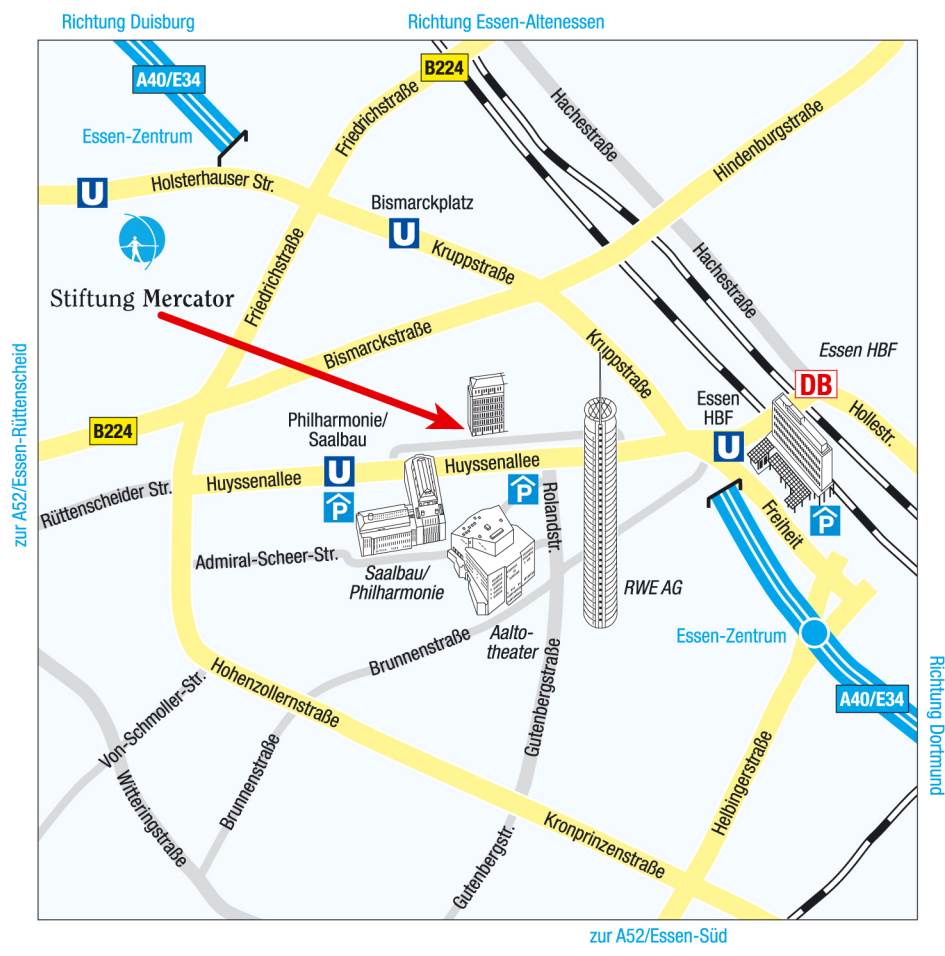 Richtung Duisburg
Richtung Essen-Altenessen
B224
A40/E34
Friedrichstraße
Hachestraße
Hindenburgstraße
Essen-Zentrum
Holsterhauser Str.
U
Bismarckplatz
U
Kruppstraße
Stiftung Mercator
Friedrichstraße
Hachestraße
Bismarckstraße
Kruppstraße
Essen HBF
DB
zur A52/Essen-Rüttenscheid
B224
Philharmonie/
Saalbau
U
P
Essen
HBF
U
Hollestr.
Huyssenallee
Huyssenallee
P
Rüttenscheider Str.
Rolandstr.
Freiheit
P
Admiral-Scheer-Str.
Saalbau/
Philharmonie
RWE AG
Aalto-
theater
Essen-Zentrum
Brunnenstraße
Hohenzollernstraße
Von-Schmoller-Str.
Gutenbergstraße
A40/E34
Richtung Dortmund
Witteringstraße
Brunnenstraße
Helbingerstraße
Kronprinzenstraße
Gutenbergstr.
zur A52/Essen-Süd